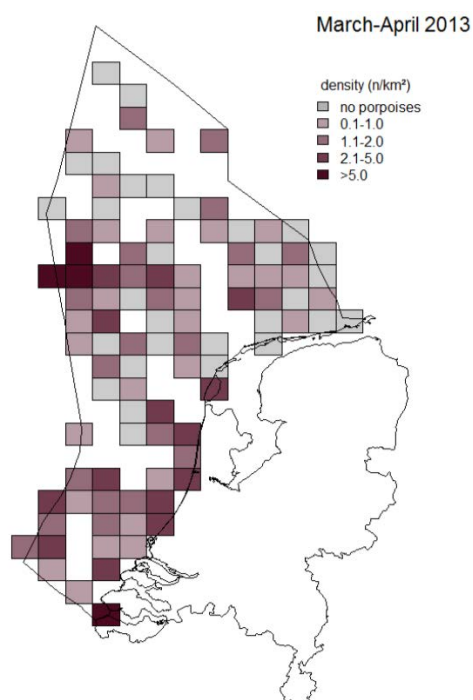 March-April 2013
density (n/km²)
no porpoises
0.1-1.0
1.1-2.0
2.1-5.0
>5.0